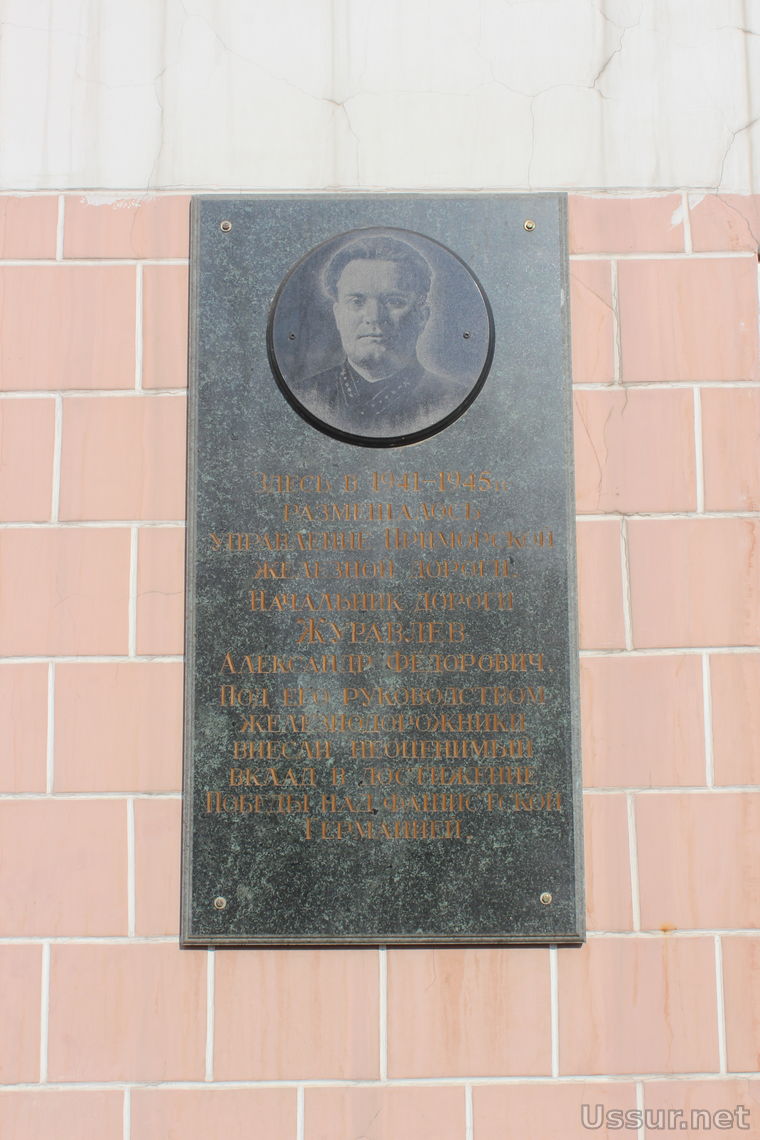 Здесь в 1941-1945гг.
размещалось
управление Приморской
железной дороги.
Начальник дороги
Журавлев
Александр Федорович.
Под его руководством
железнодорожники
внесли неоценимый
вклад в достижение
Победы над фашистской
Германией.
Ussur.net